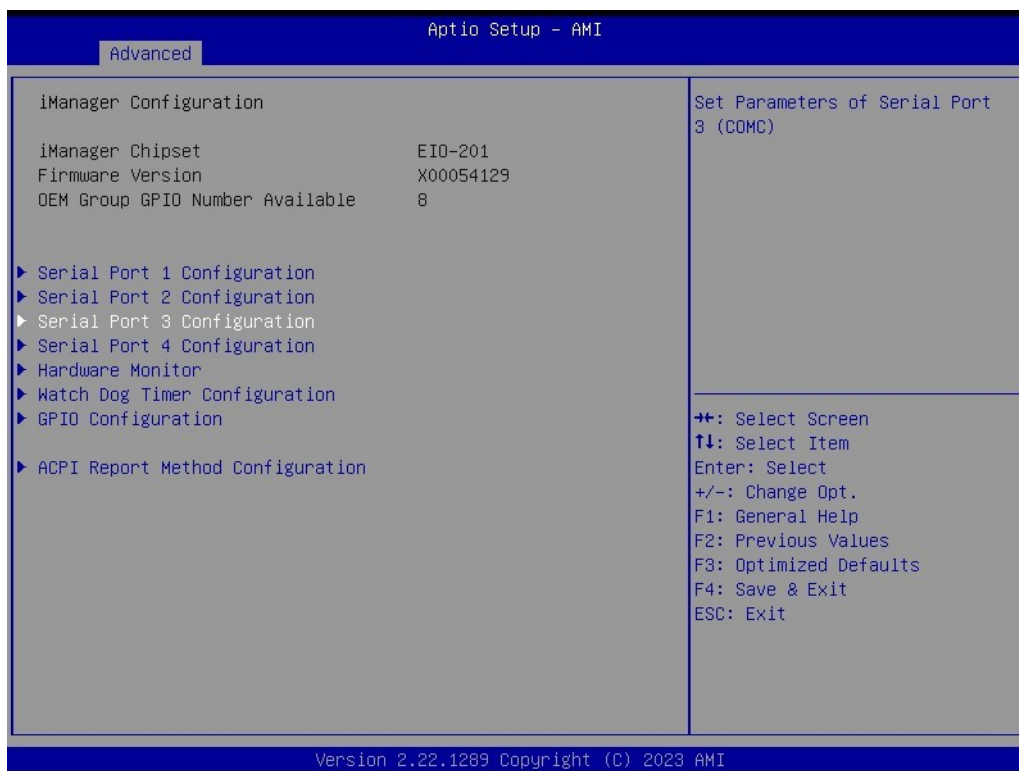 Aptio Setup – AMI
Advanced
iManager Configuration
iManager Chipset EIO-201
Firmware Version X00054129
OEM Group GPIO Number Available 8
Serial Port 1 Configuration
Serial Port 2 Configuration
Serial Port 3 Configuration
Serial Port 4 Configuration
Hardware Monitor
Watch Dog Timer Configuration
GPIO Configuration
ACPI Report Method Configuration
Set Parameters of Serial Port
3 (COMC)
→←: Select Screen
↑↓: Select Item
Enter: Select
+/-: Change Opt.
F1: General Help
F2: Previous Values
F3: Optimized Defaults
F4: Save & Exit
ESC: Exit
Version 2.22.1289 Copyright (C) 2023 AMI